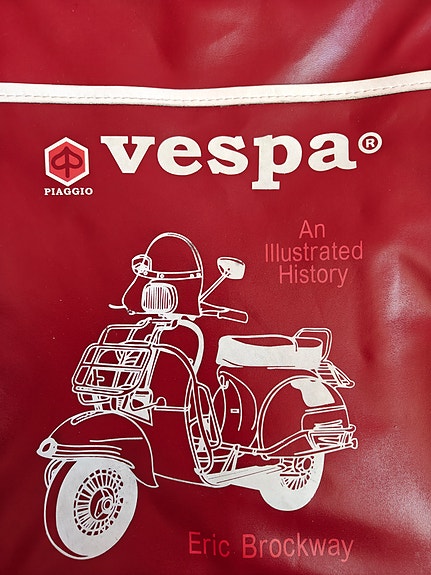 vespa®
PIAGGIO
An
Illustrated
History
Eric Brockway